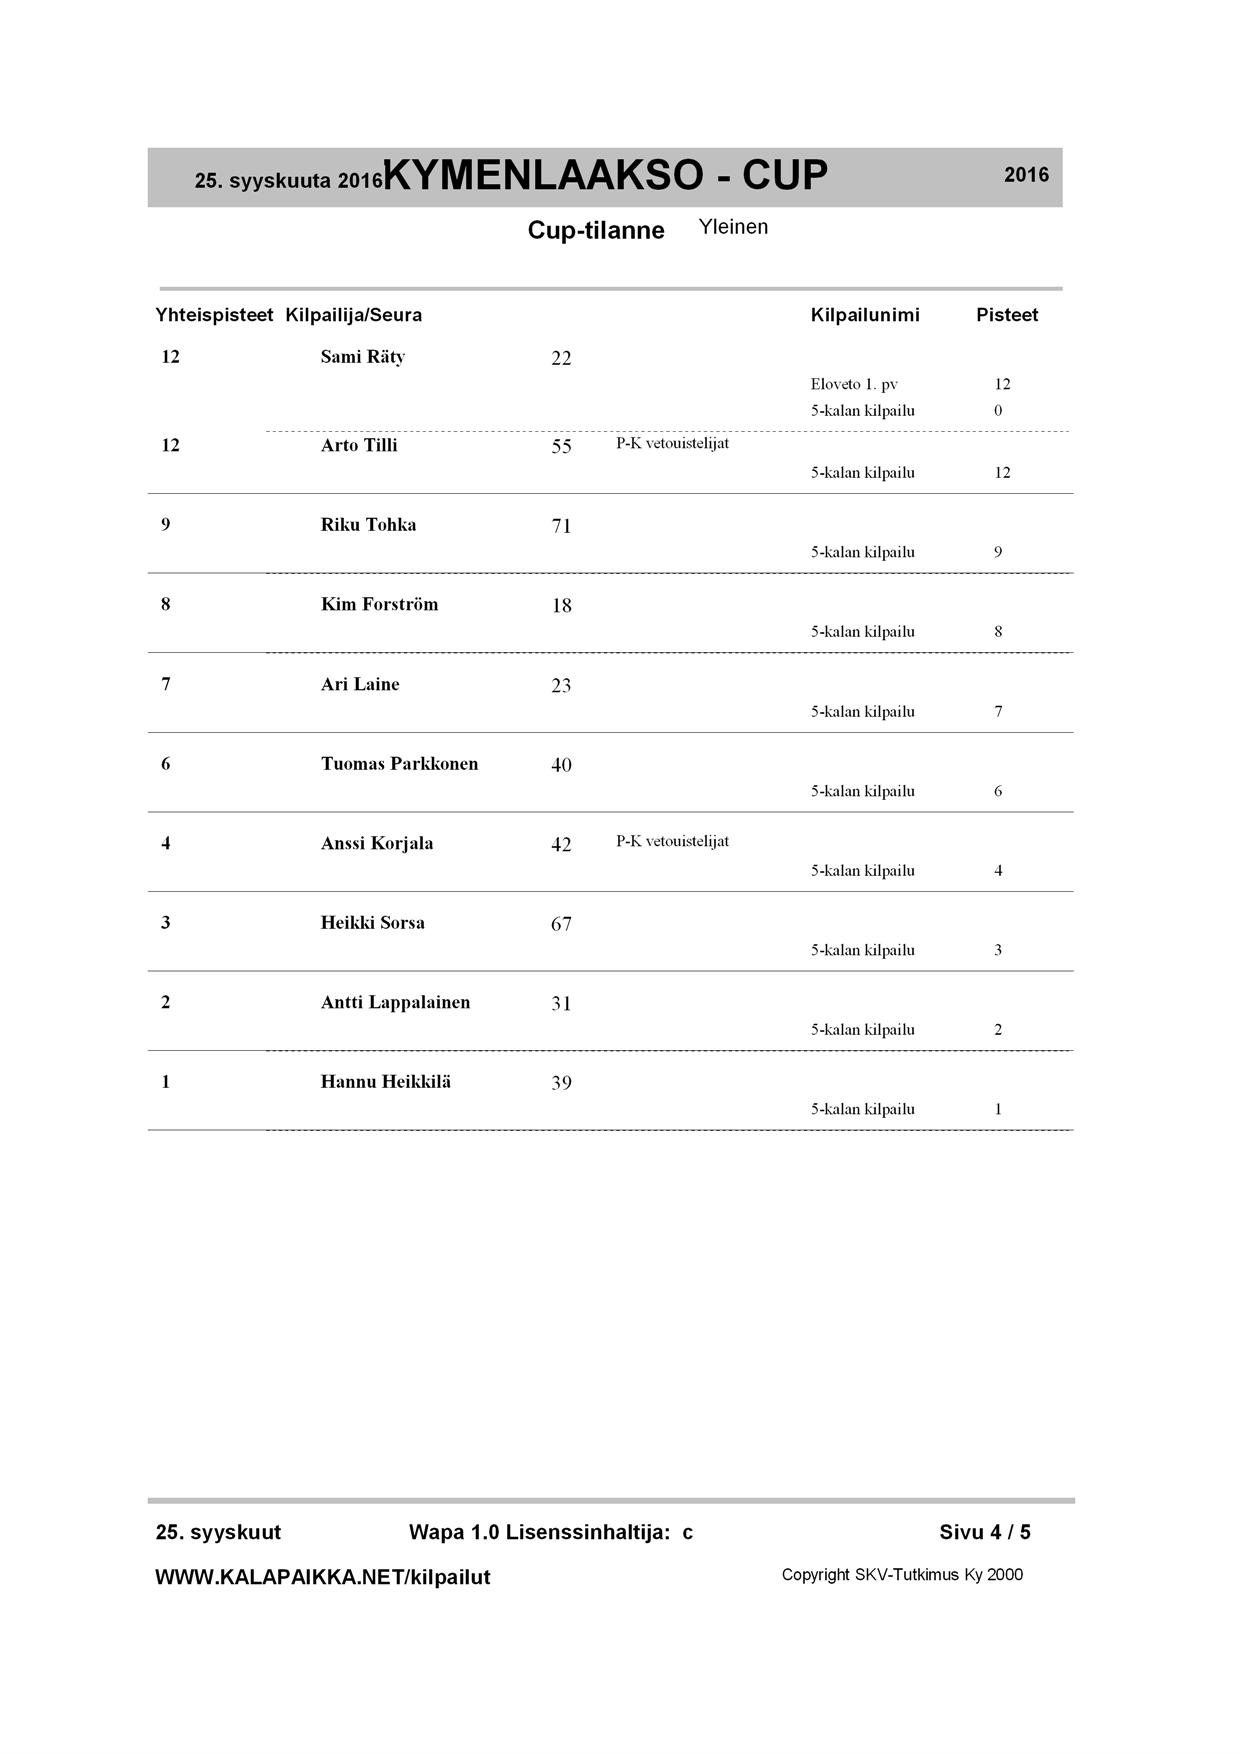 25. syyskuuta 2016 KYMENLAAKSO - CUP 2016
Cup-tilanne Yleinen
Yhteispisteet Kilpailija/Seura Kilpailunimi Pisteet
12 Sami Räty 22
Eloveto 1. pv 12
5-kalan kilpailu 0
12 Arto Tilli 55 P-K vetouistelijat
5-kalan kilpailu 12
9 Riku Tohka 71
5-kalan kilpailu 9
8 Kim Forström 18
5-kalan kilpailu 8
7 Ari Laine 23
5-kalan kilpailu 7
6 Tuomas Parkkonen 40
5-kalan kilpailu 6
4 Anssi Korjala 42 P-K vetouistelijat
5-kalan kilpailu 4
3 Heikki Sorsa 67
5-kalan kilpailu 3
2 Antti Lappalainen 31
5-kalan kilpailu 2
1 Hannu Heikkilä 39
5-kalan kilpailu 1
25. syyskuut Wapa 1.0 Lisenssinhaltija: c Sivu 4 / 5
WWW.KALAPAIKKA.NET/kilpailut Copyright SKV-Tutkimus Ky 2000